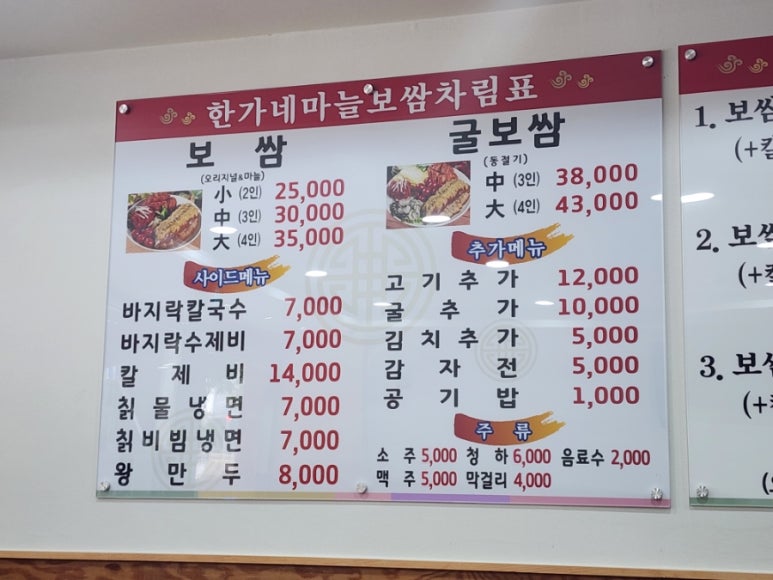 한가네마늘보쌈차림표
보 쌈
(오리지널&마늘)
小 (2인) 25,000
中 (3인) 30,000
大 (4인) 35,000
사이드메뉴
바지락칼국수 7,000
바지락수제비 7,000
칼 제 비 14,000
칡 물 냉 면 7,000
칡 비 빔 냉 면 7,000
왕 만 두 8,000
굴보쌈
(동절기)
中 (3인) 38,000
大 (4인) 43,000
추가메뉴
고 기 추 가 12,000
굴 추 가 10,000
김 치 추 가 5,000
감 자 전 5,000
공 기 밥 1,000
주 류
소 주 5,000 청 하 6,000 음료수 2,000
맥 주 5,000 막걸리 4,000
1. 보쌈
(+칼
2. 보쌈
3. 보쌈